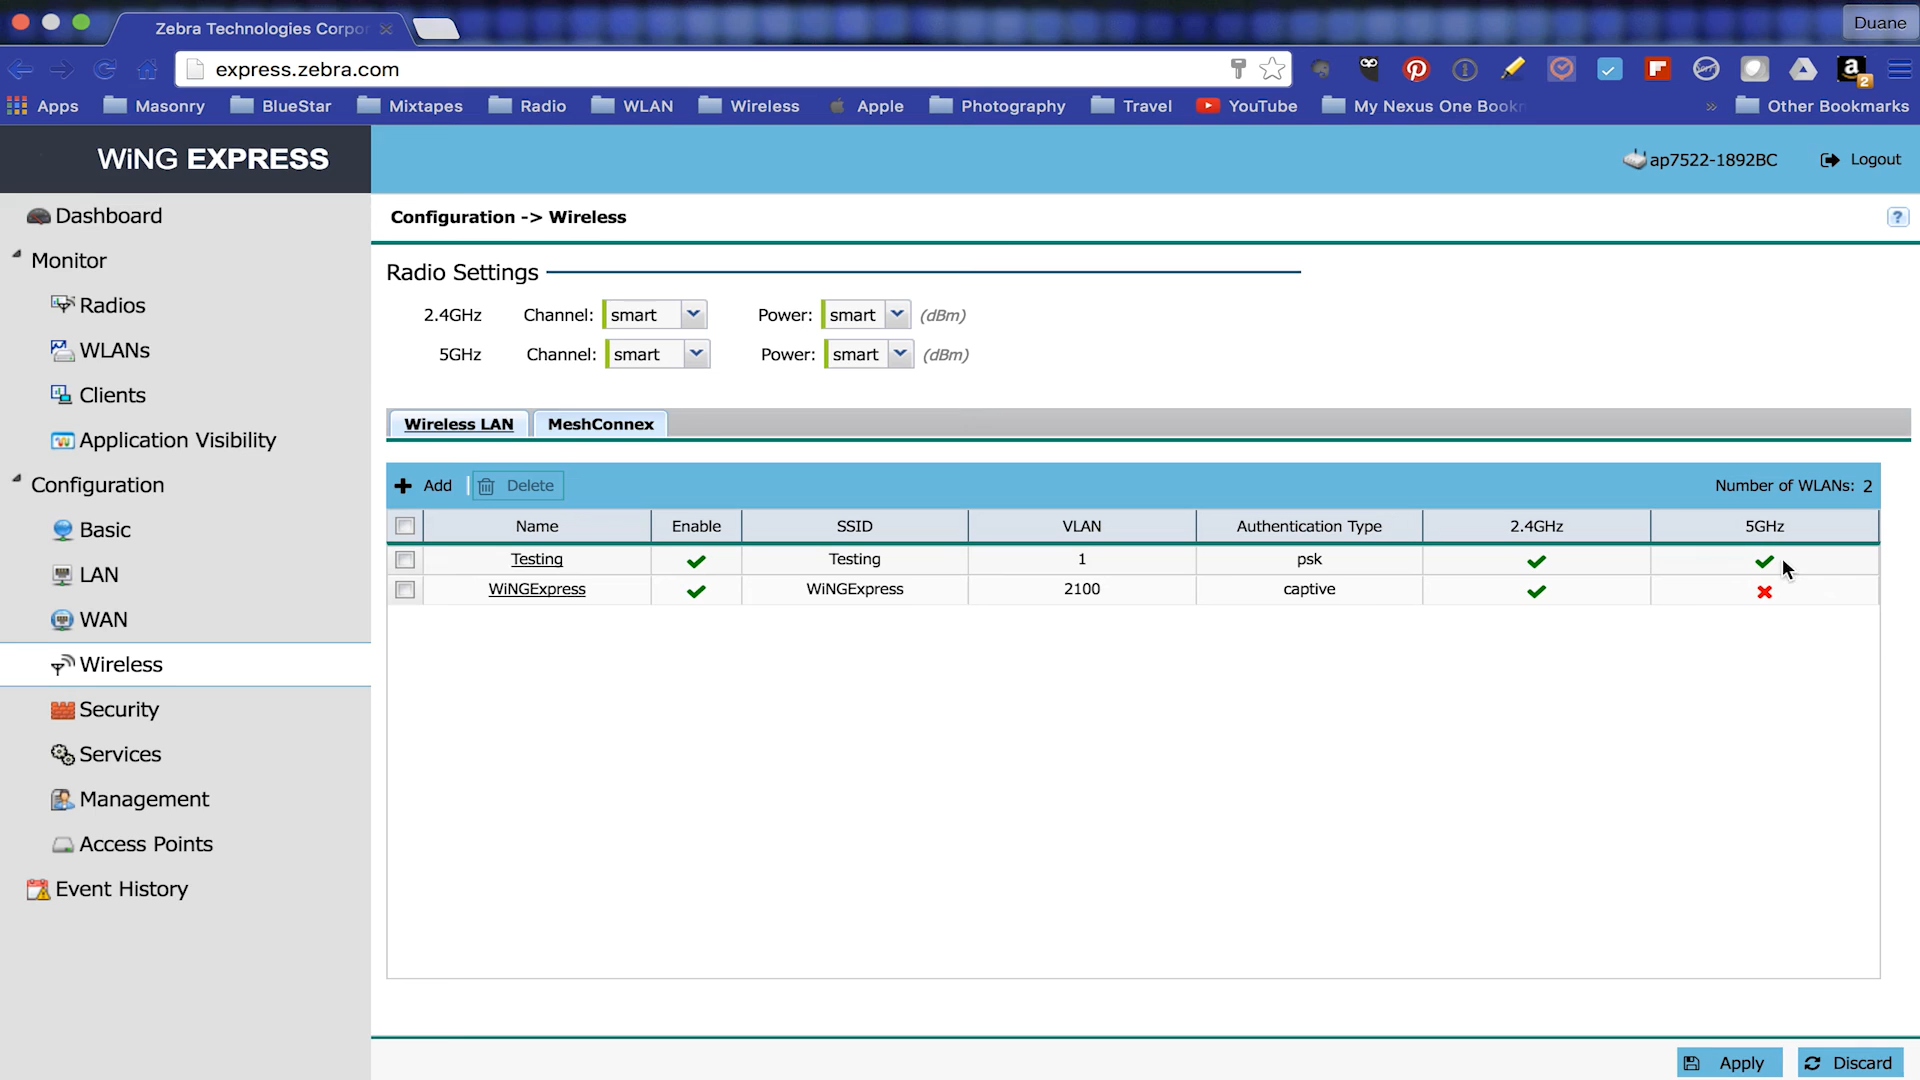 Zebra Technologies Corpor
Duane
express.zebra.com
Apps Masonry BlueStar Mixtapes Radio WLAN Wireless Apple Photography Travel YouTube My Nexus One Bookm » Other Bookmarks
WiNG EXPRESS
ap7522-1892BC Logout
Dashboard
Monitor
Radios
WLANs
Clients
Application Visibility
Configuration
Basic
LAN
WAN
Wireless
Security
Services
Management
Access Points
Event History
Configuration -> Wireless
?
Radio Settings
2.4GHz Channel: smart Power: smart (dBm)
5GHz Channel: smart Power: smart (dBm)
Wireless LAN MeshConnex
Add | Delete Number of WLANs: 2
Name Enable SSID VLAN Authentication Type 2.4GHz 5GHz
Testing Testing 1 psk
WiNGExpress WiNGExpress 2100 captive
Apply Discard